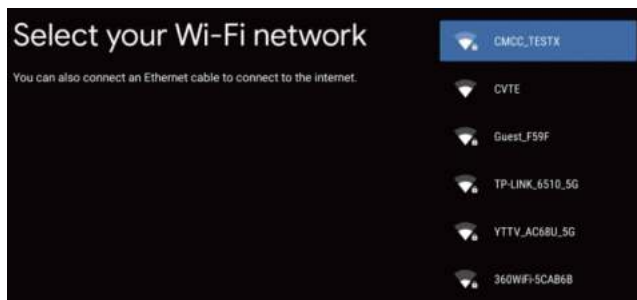 Select your Wi-Fi network
You can also connect an Ethernet cable to connect to the internet.
CMCC_TESTX
CVTE
Guest_F59F
TP-LINK_6510_5G
YTTV_AC68U_5G
360WiFi-5CAB6B